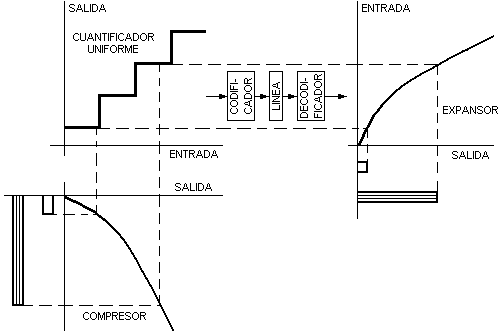 SALIDA
CUANTIFICADOR
UNIFORME
ENTRADA
CODIFI-
CADOR
LINEA
DECODI-
FICADOR
ENTRADA
EXPANSOR
SALIDA
SALIDA
COMPRESOR